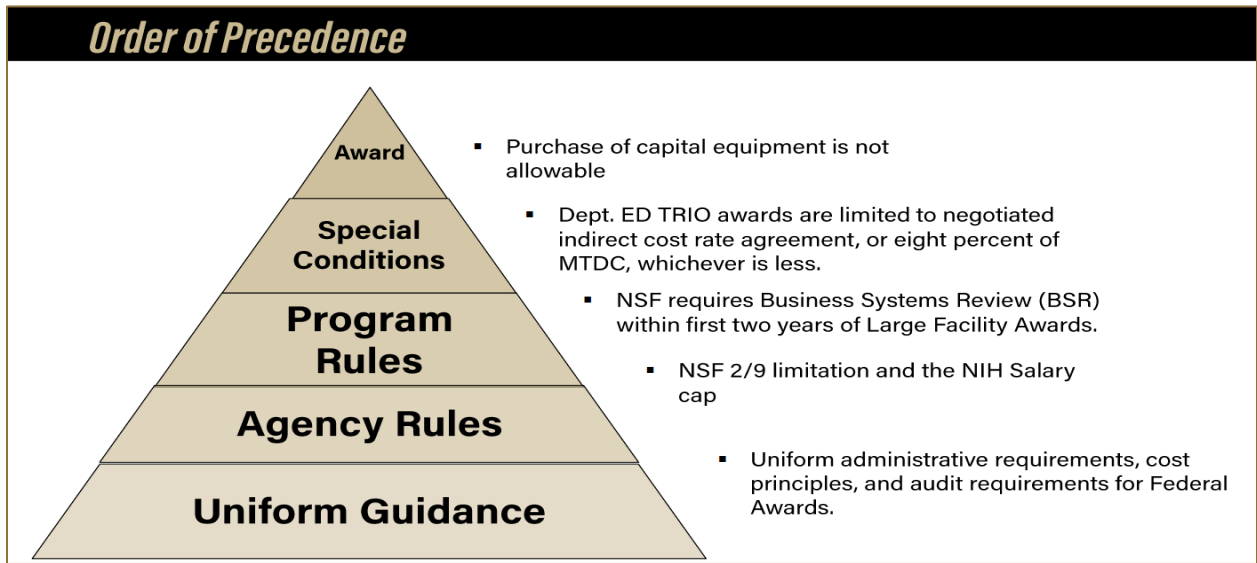 Order of Precedence
Award
▪ Purchase of capital equipment is not
allowable
Special
Conditions
▪ Dept. ED TRIO awards are limited to negotiated
indirect cost rate agreement, or eight percent of
MTDC, whichever is less.
Program
Rules
▪ NSF requires Business Systems Review (BSR)
within first two years of Large Facility Awards.
Agency Rules
▪ NSF 2/9 limitation and the NIH Salary
cap
Uniform Guidance
▪ Uniform administrative requirements, cost
principles, and audit requirements for Federal
Awards.